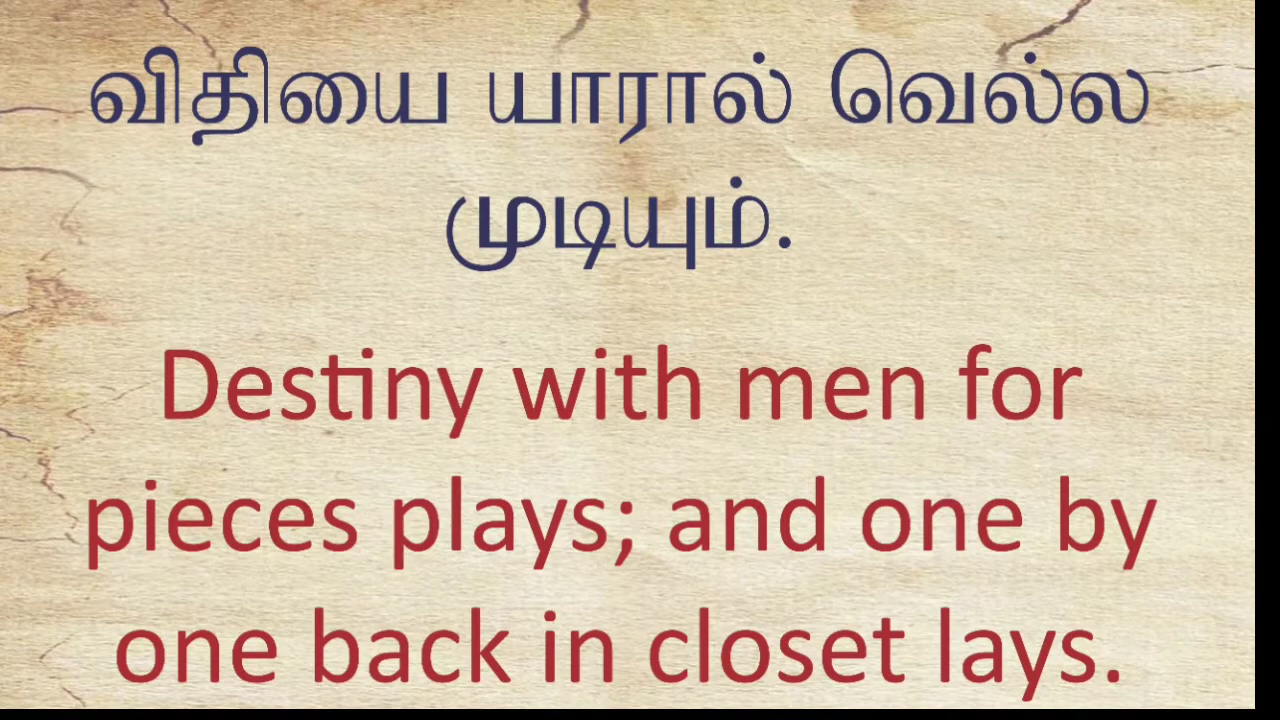 விதியை யாரால் வெல்ல
முடியும்.
Destiny with men for
pieces plays; and one by
one back in closet lays.